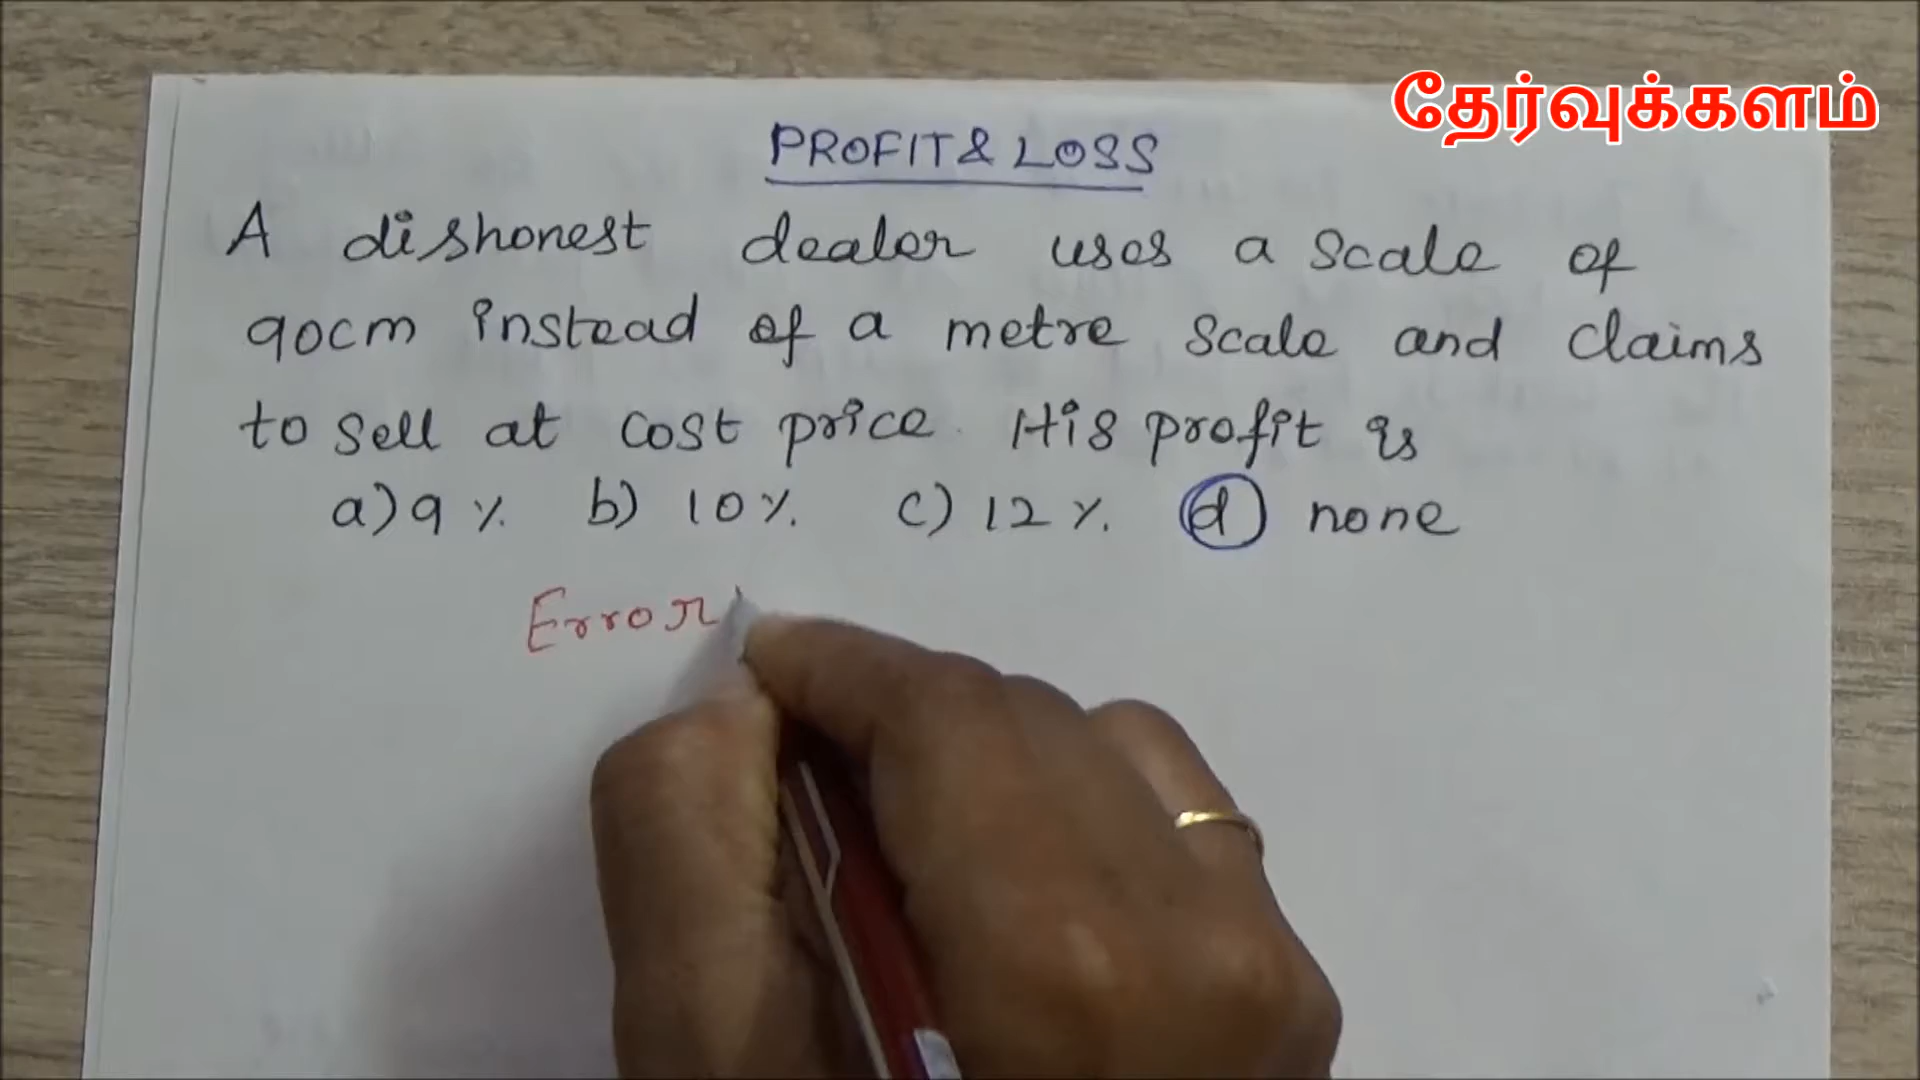 தேர்வுக்களம்
PROFIT & LOSS
A dishonest dealer uses a scale of
90cm instead of a metre scale and claims
to sell at cost price. His profit is
a) 9 %. b) 10 %. c) 12 %. d) none
Error